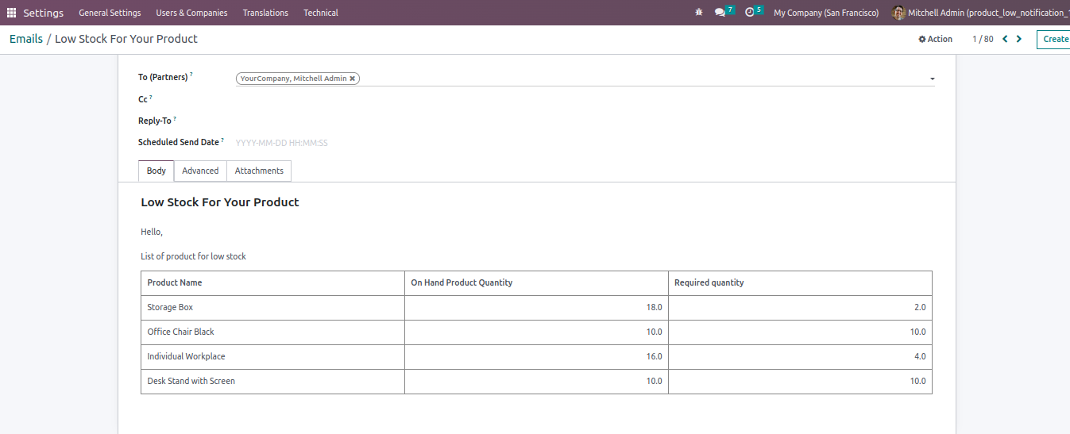 Settings General Settings Users & Companies Translations Technical 7 5 My Company (San Francisco) Mitchell Admin (product_low_notification_
Emails / Low Stock For Your Product Action 1 / 80 Create
To (Partners) ? YourCompany, Mitchell Admin ✖
Cc ?
Reply-To ?
Scheduled Send Date ? YYYY-MM-DD HH:MM:SS
Body Advanced Attachments
Low Stock For Your Product
Hello,
List of product for low stock
Product Name On Hand Product Quantity Required quantity
Storage Box 18.0 2.0
Office Chair Black 10.0 10.0
Individual Workplace 16.0 4.0
Desk Stand with Screen 10.0 10.0